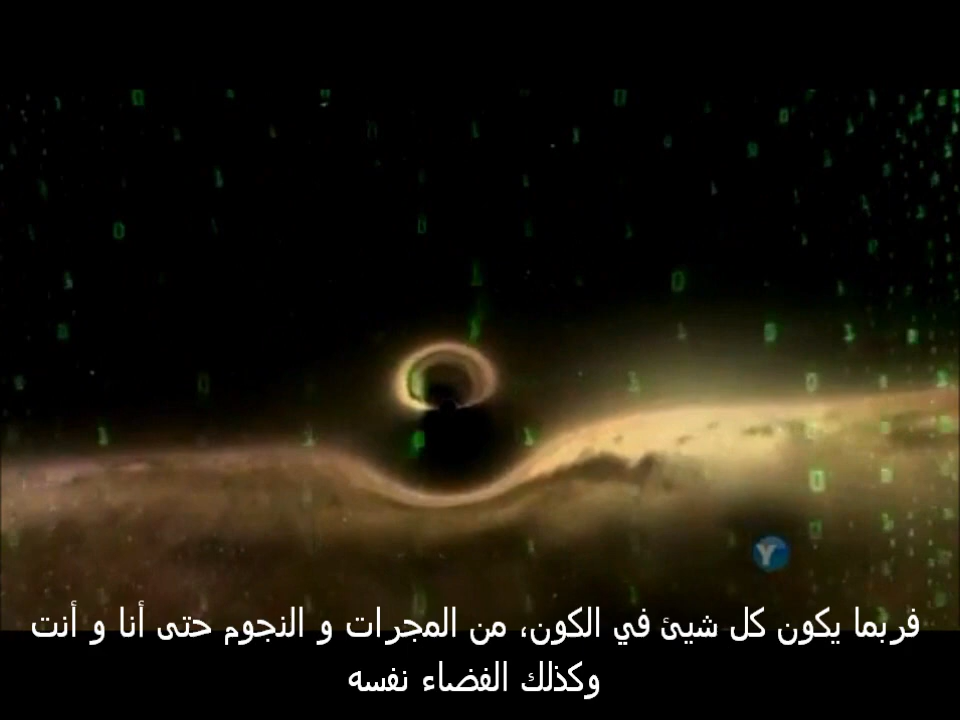 فربما يكون كل شيئ في الكون، من المجرات و النجوم حتى أنا و أنت
وكذلك الفضاء نفسه
Y